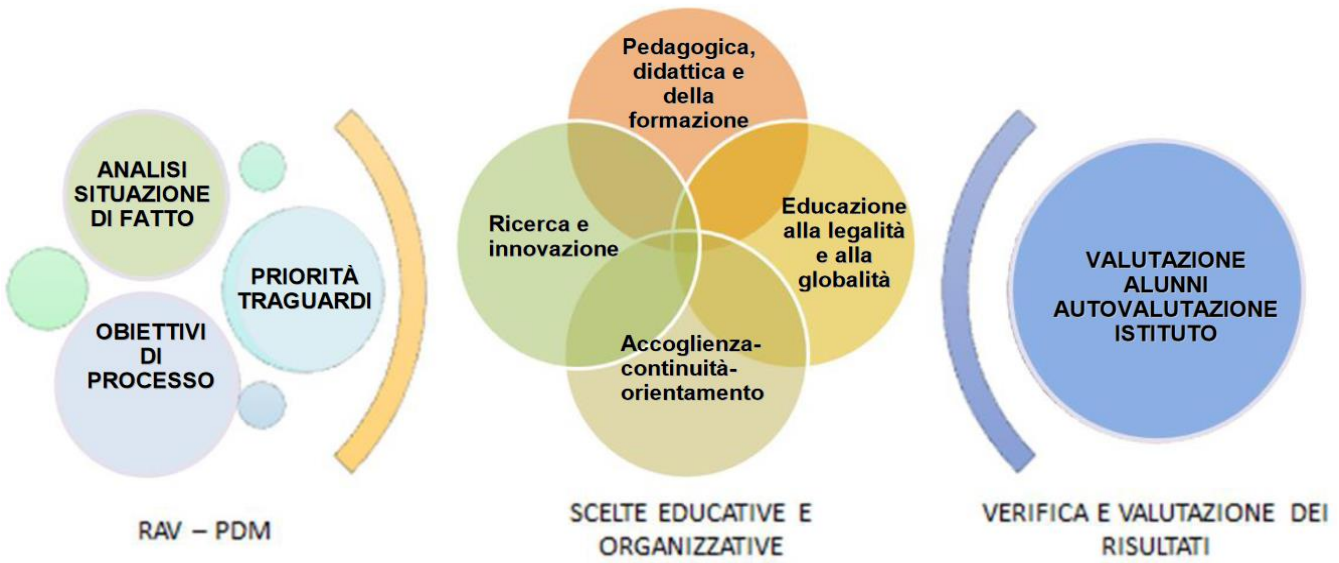 ANALISI
SITUAZIONE
DI FATTO
PRIORITÀ
TRAGUARDI
OBIETTIVI
DI
PROCESSO
RAV – PDM
Pedagogica,
didattica e
della
formazione
Ricerca e
innovazione
Educazione
alla legalità
e alla
globalità
Accoglienza-
continuità-
orientamento
SCELTE EDUCATIVE E
ORGANIZZATIVE
VALUTAZIONE
ALUNNI
AUTOVALUTAZIONE
ISTITUTO
VERIFICA E VALUTAZIONE DEI
RISULTATI